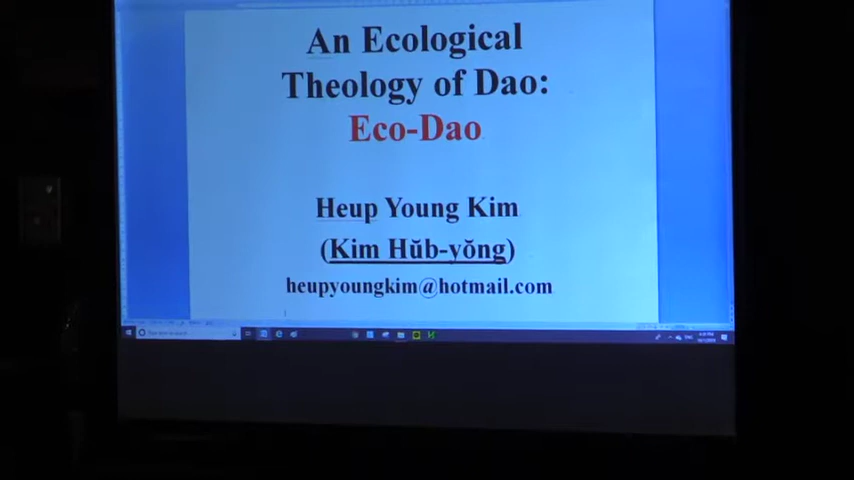 An Ecological
Theology of Dao:
Eco-Dao
Heup Young Kim
(Kim Hŭb-yŏng)
heupyoungkim@hotmail.com